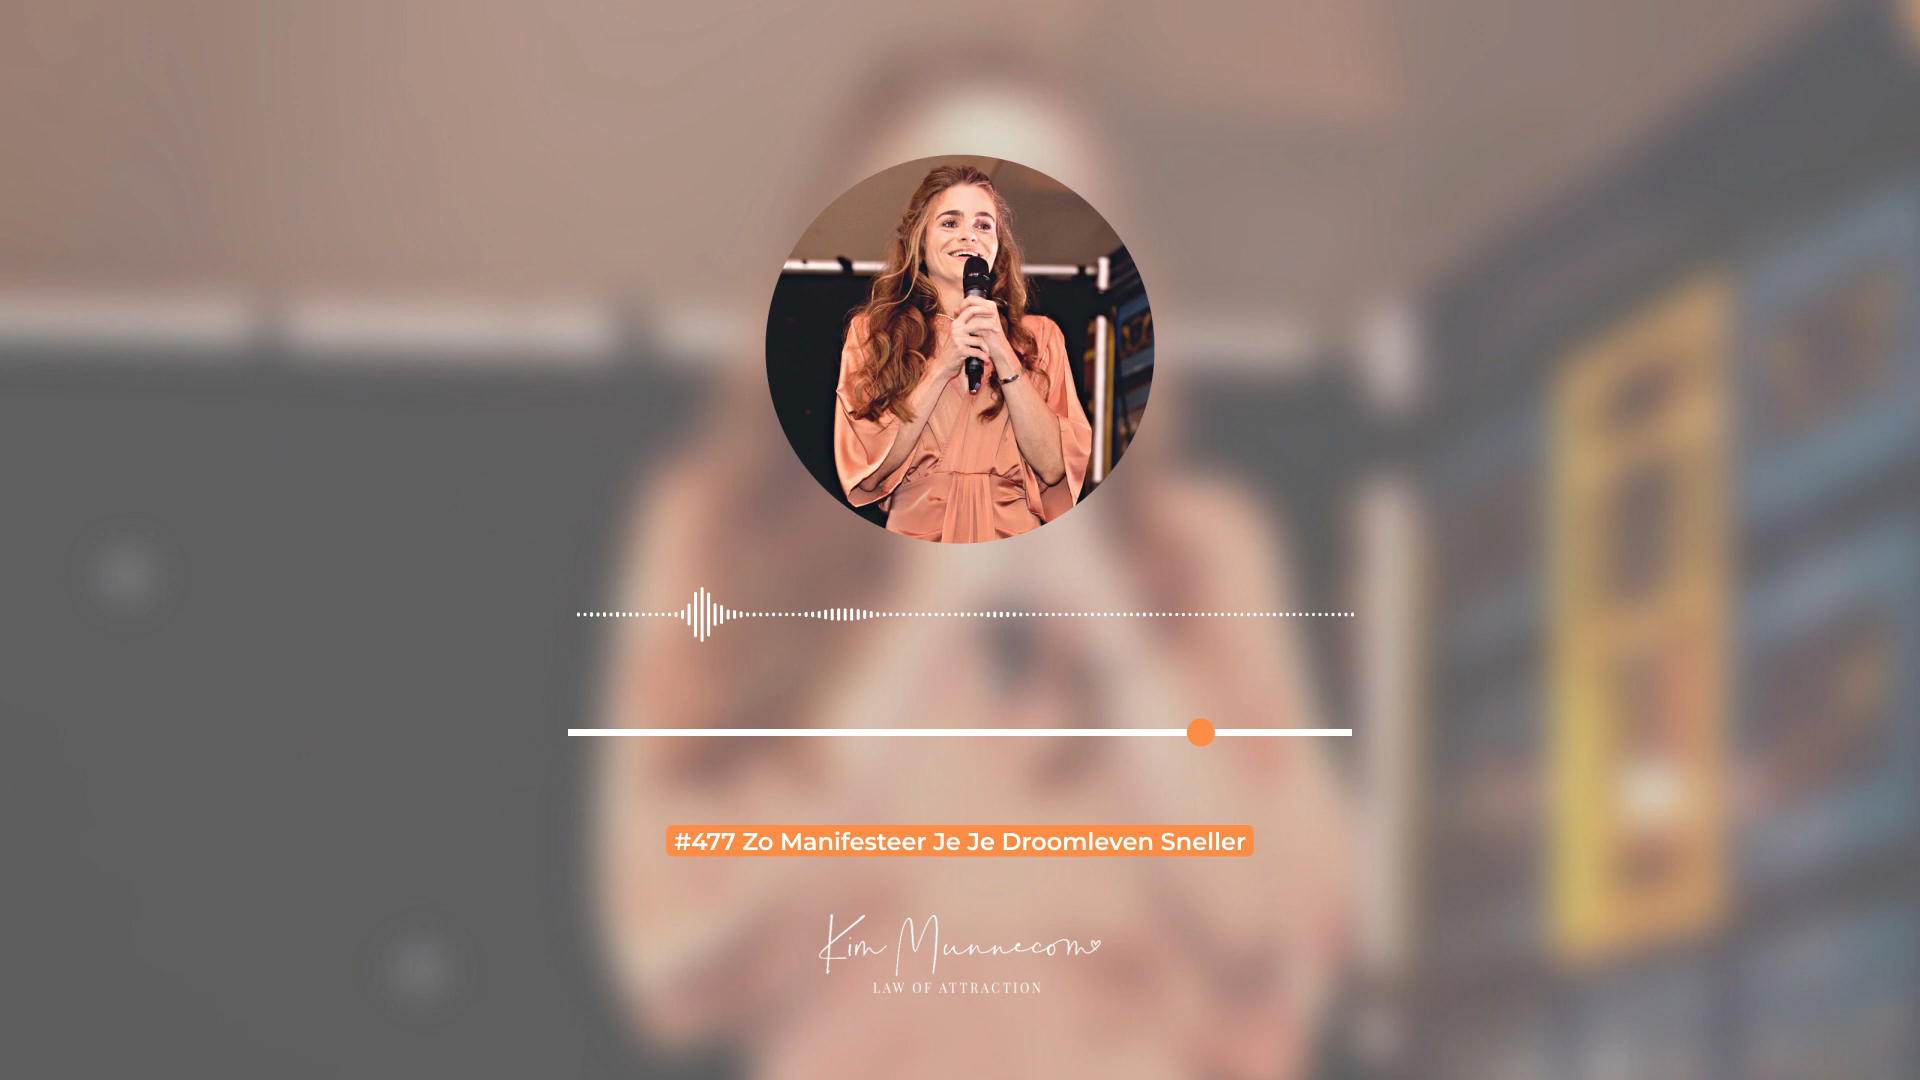 #477 Zo Manifesteer Je Je Droomleven Sneller
Kim Munnecom
LAW OF ATTRACTION